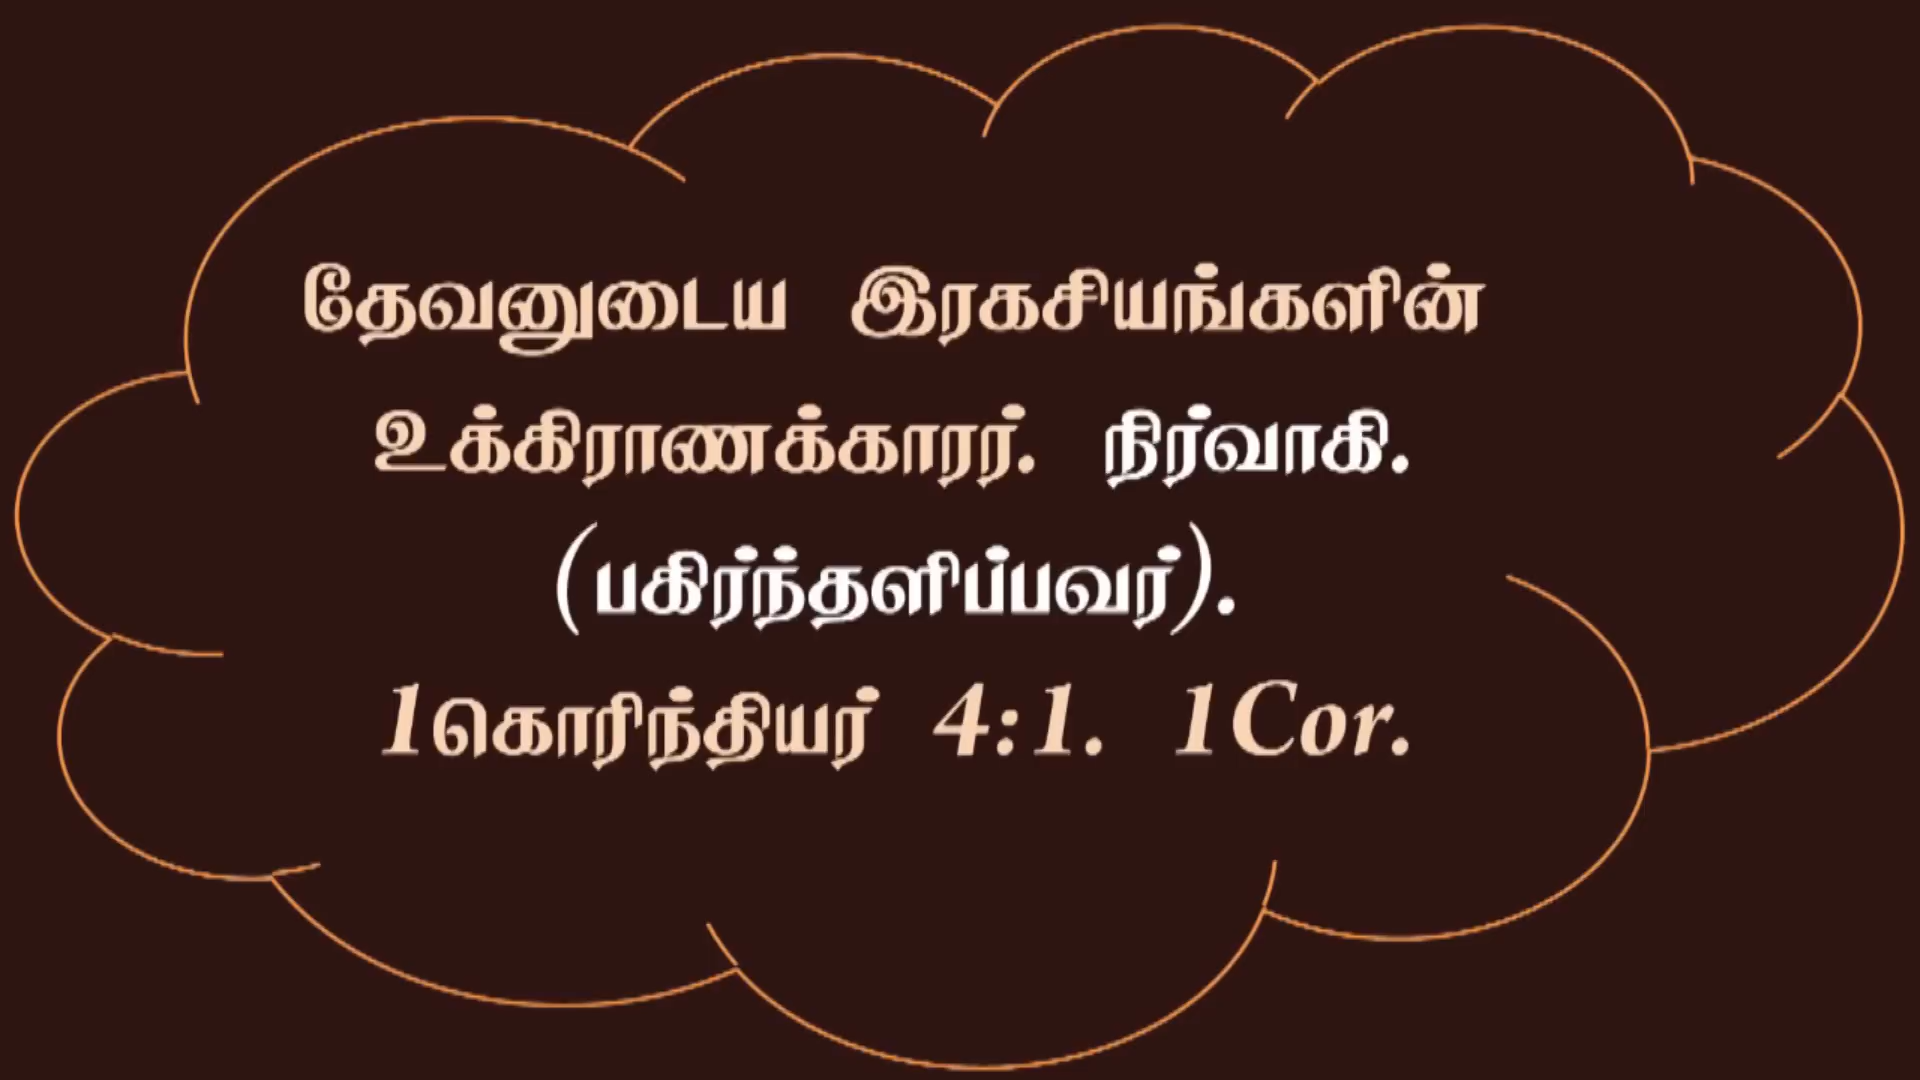 தேவனுடைய இரகசியங்களின்
உக்கிராணக்காரர். நிர்வாகி.
(பகிர்ந்தளிப்பவர்).
1கொரிந்தியர் 4:1. 1Cor.